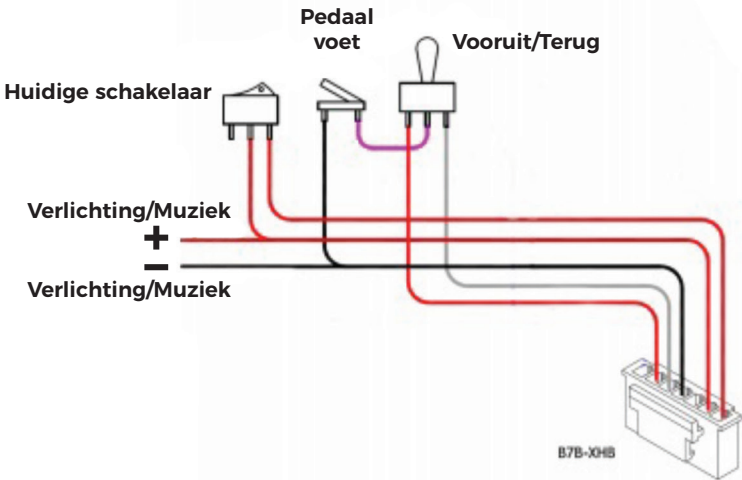 Pedaal
voet
Vooruit/Terug
Huidige schakelaar
Verlichting/Muziek
+
−
Verlichting/Muziek
B7B-XHB